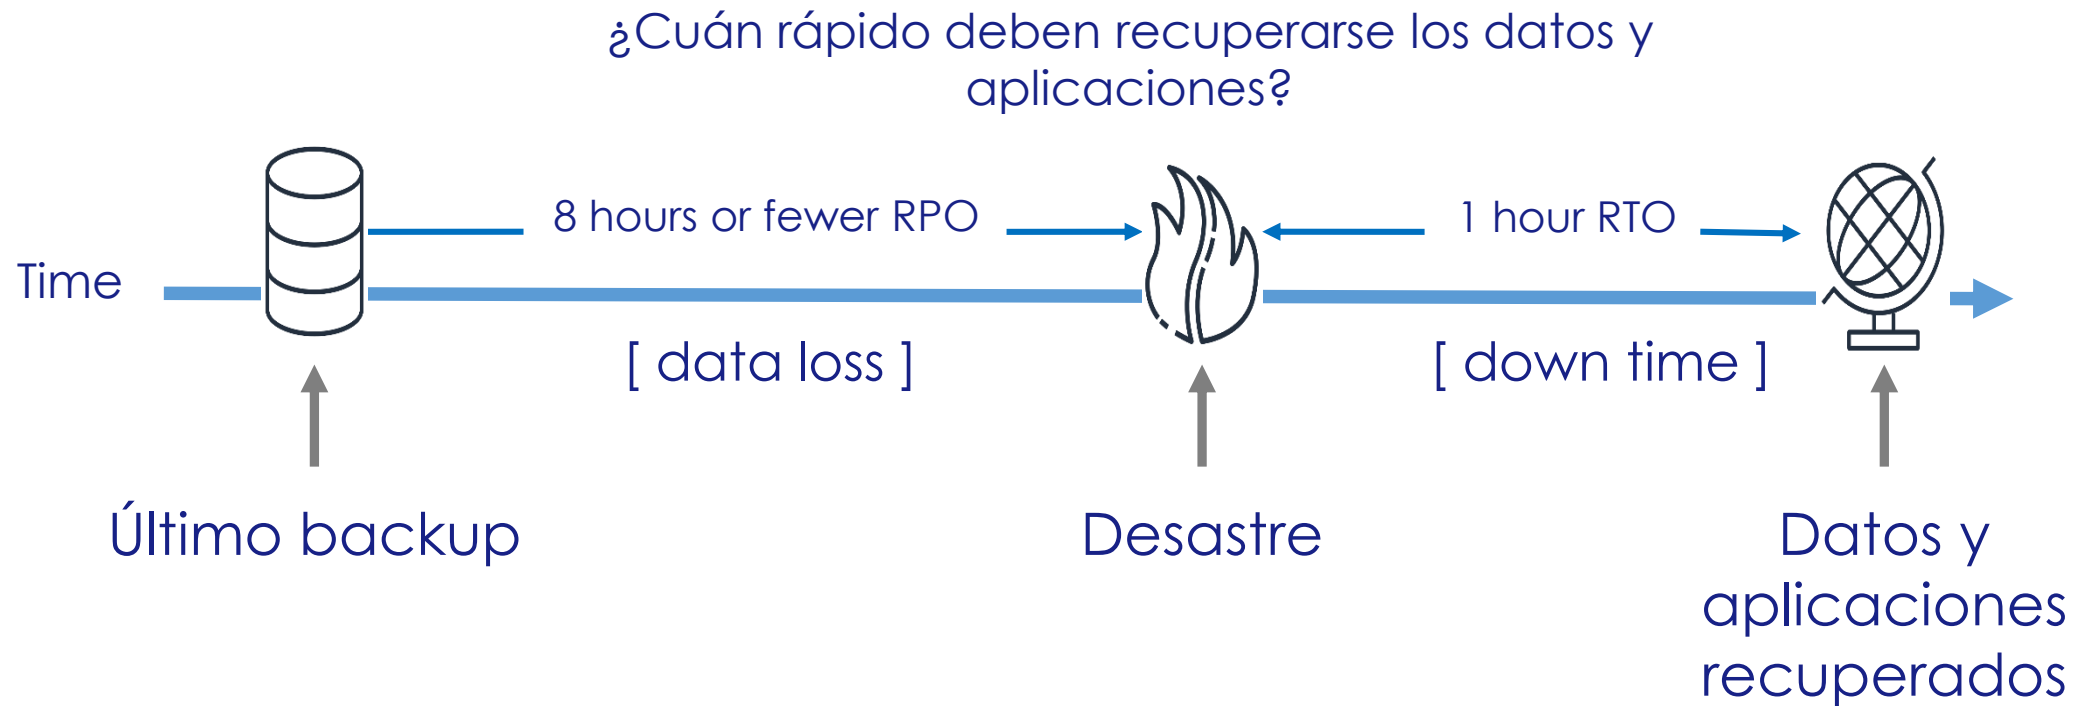 ¿Cuán rápido deben recuperarse los datos y
aplicaciones?
8 hours or fewer RPO
1 hour RTO
Time
[ data loss ]
[ down time ]
Último backup
Desastre
Datos y
aplicaciones
recuperados